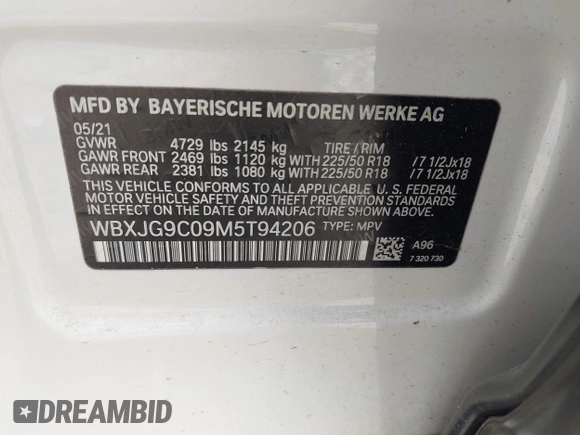 MFD BY BAYERISCHE MOTOREN WERKE AG
05/21
GVWR 4729 lbs 2145 kg TIRE / RIM
GAWR FRONT 2469 lbs 1120 kg WITH 225/50 R18 / 7 1/2Jx18
GAWR REAR 2381 lbs 1080 kg WITH 225/50 R18 / 7 1/2Jx18
THIS VEHICLE CONFORMS TO ALL APPLICABLE U. S. FEDERAL
MOTOR VEHICLE SAFETY, BUMPER, AND THEFT PREVENTION
STANDARDS IN EFFECT ON THE DATE OF MANUFACTURE SHOWN ABOVE.
WBXJG9C09M5T94206 TYPE: MPV
A96
7 320 730
DREAMBID